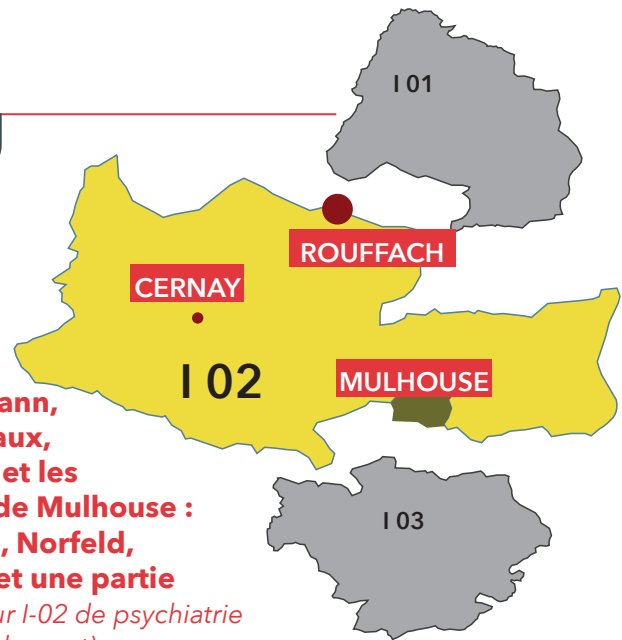 I 01
ROUFFACH
CERNAY
I 02
MULHOUSE
ann,
aux,
et les
de Mulhouse :
, Norfeld,
et une partie
ur I-02 de psychiatrie
I 03